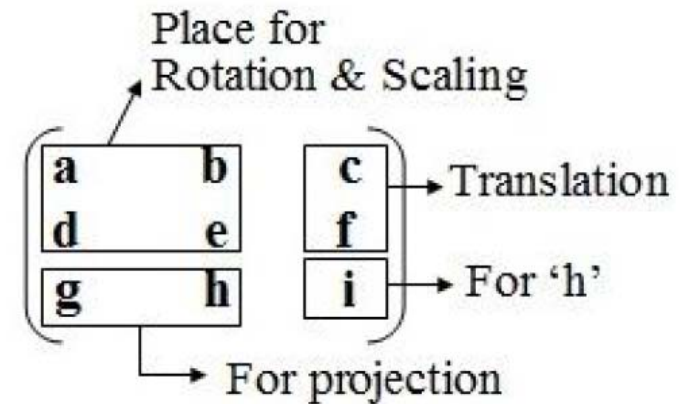 Place for
Rotation & Scaling
a b c
Translation
d e f
g h i
For ‘h’
For projection